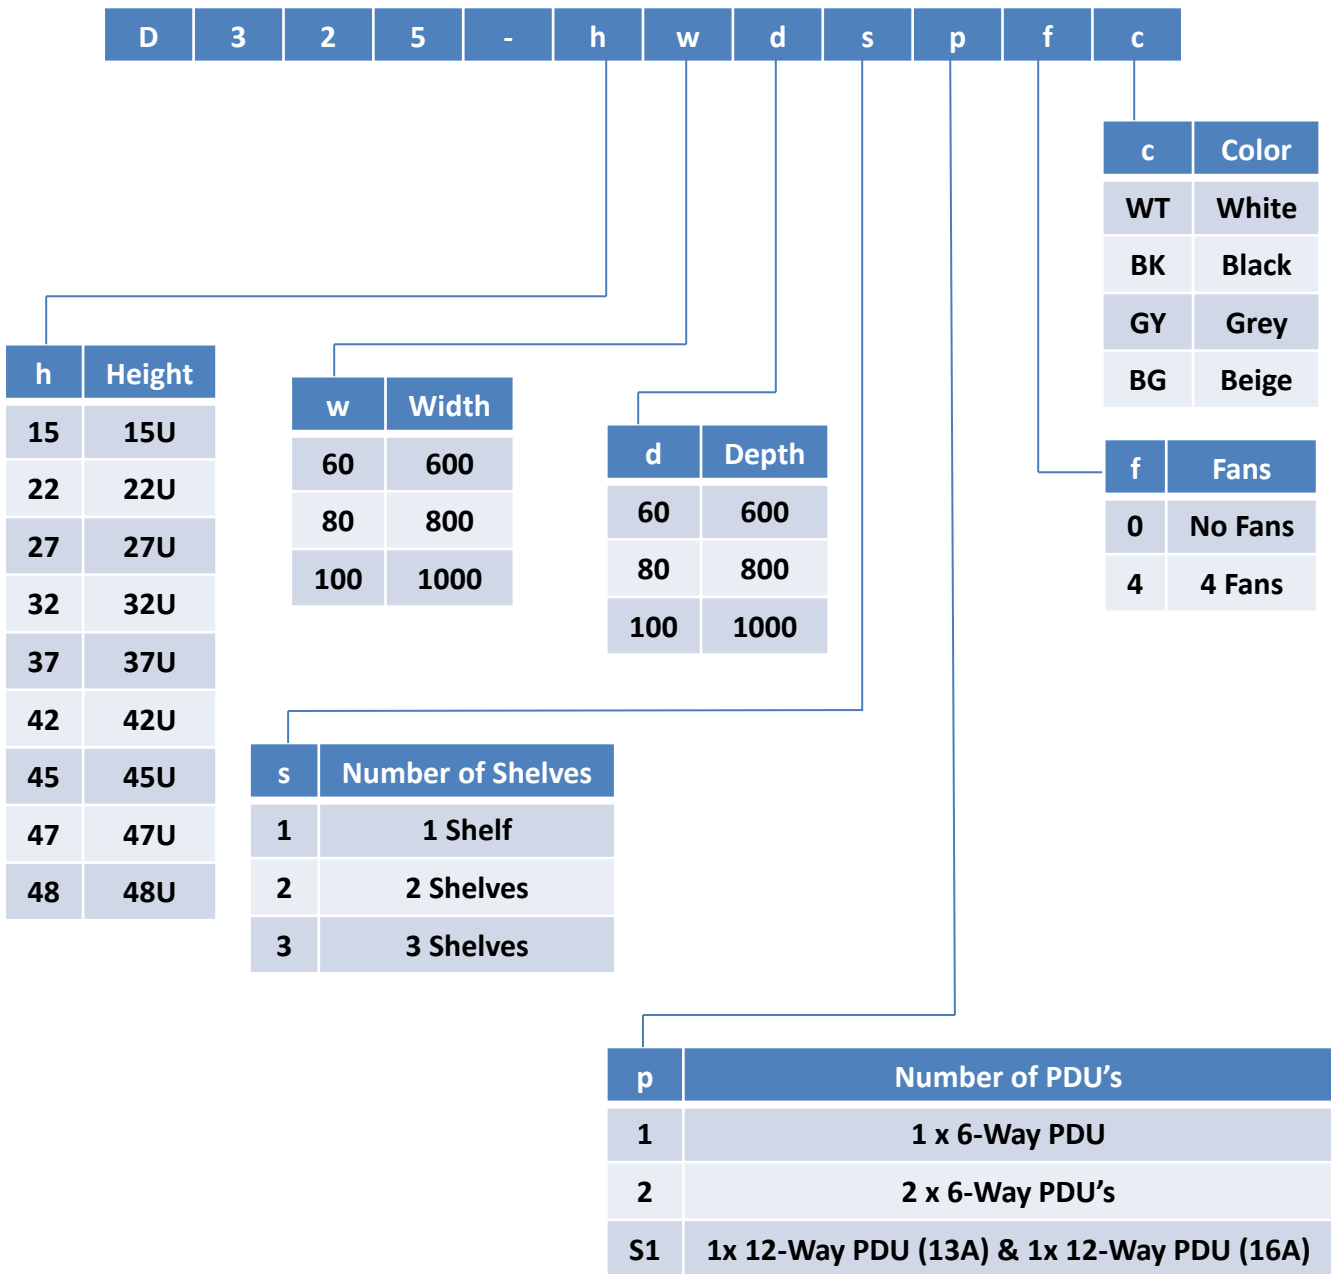 D 3 2 5 - h w d s p f c
c Color
WT White
BK Black
GY Grey
BG Beige
h Height
15 15U
22 22U
27 27U
32 32U
37 37U
42 42U
45 45U
47 47U
48 48U
w Width
60 600
80 800
100 1000
d Depth
60 600
80 800
100 1000
f Fans
0 No Fans
4 4 Fans
s Number of Shelves
1 1 Shelf
2 2 Shelves
3 3 Shelves
p Number of PDU’s
1 1 x 6-Way PDU
2 2 x 6-Way PDU’s
S1 1x 12-Way PDU (13A) & 1x 12-Way PDU (16A)